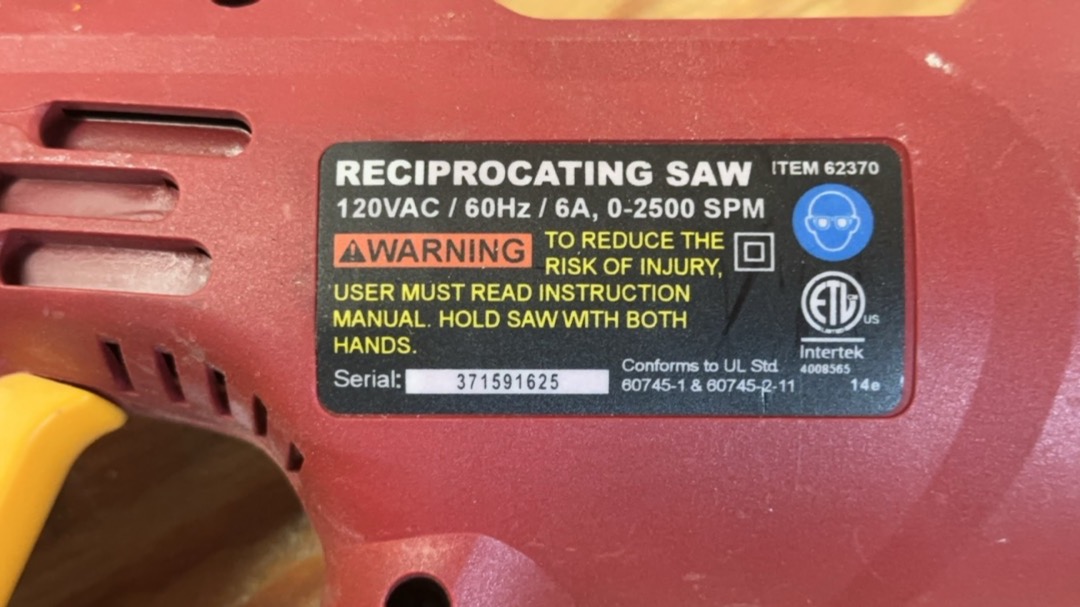 RECIPROCATING SAW ITEM 62370
120VAC / 60Hz / 6A, 0-2500 SPM
⚠WARNING TO REDUCE THE
RISK OF INJURY,
USER MUST READ INSTRUCTION
MANUAL. HOLD SAW WITH BOTH
HANDS.
ETL
US
Intertek
4008565
Serial: 371591625
Conforms to UL Std.
60745-1 & 60745-2-11
14e